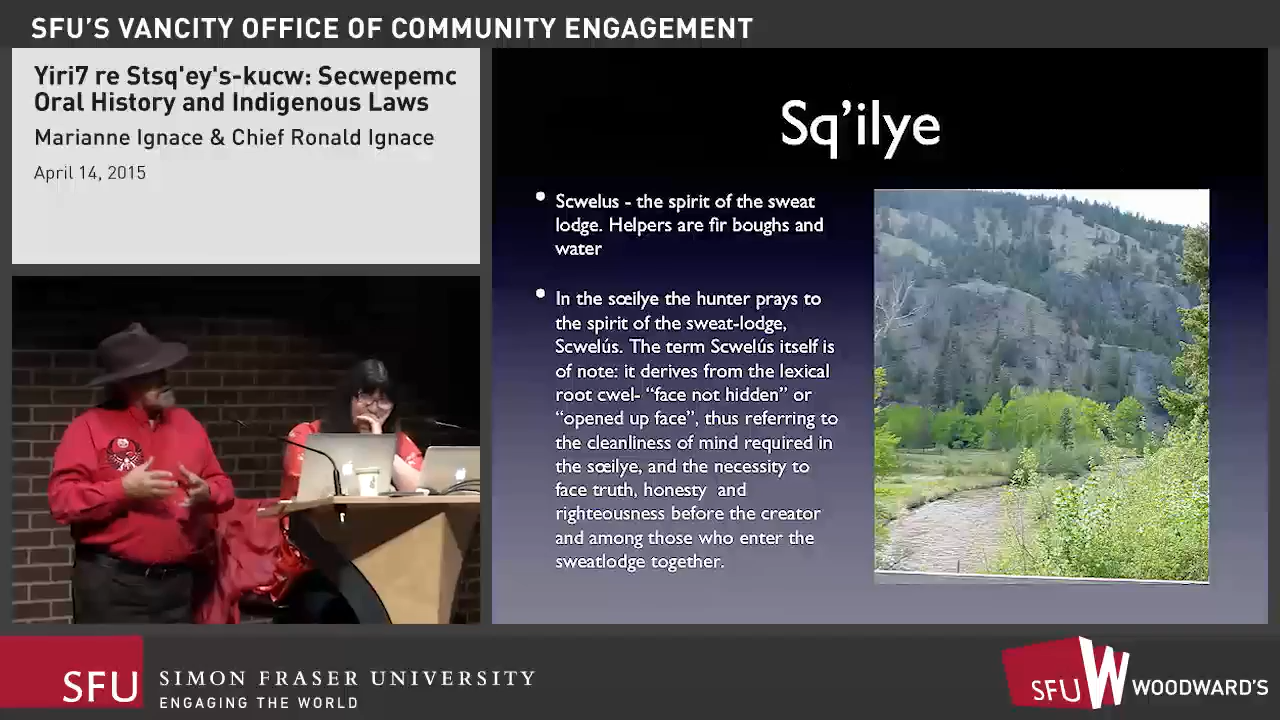 SFU'S VANCITY OFFICE OF COMMUNITY ENGAGEMENT
Yiri7 re Stsq'ey's-kucw: Secwepemc
Oral History and Indigenous Laws
Marianne Ignace & Chief Ronald Ignace
April 14, 2015
Sq'ilye
• Scwelus - the spirit of the sweat
lodge. Helpers are fir boughs and
water
• In the sœilye the hunter prays to
the spirit of the sweat-lodge,
Scwelús. The term Scwelús itself is
of note: it derives from the lexical
root cwel- “face not hidden” or
“opened up face”, thus referring to
the cleanliness of mind required in
the sœilye, and the necessity to
face truth, honesty and
righteousness before the creator
and among those who enter the
sweatlodge together.
SFU SIMON FRASER UNIVERSITY
ENGAGING THE WORLD
SFU W WOODWARD'S